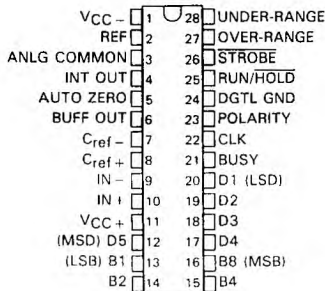 VCC− 1 28 UNDER-RANGE
REF 2 27 OVER-RANGE
ANLG COMMON 3 26 STROBE
INT OUT 4 25 RUN/HOLD
AUTO ZERO 5 24 DGTL GND
BUFF OUT 6 23 POLARITY
Cref− 7 22 CLK
Cref+ 8 21 BUSY
IN− 9 20 D1 (LSD)
IN+ 10 19 D2
VCC+ 11 18 D3
(MSD) D5 12 17 D4
(LSB) B1 13 16 B8 (MSB)
B2 14 15 B4